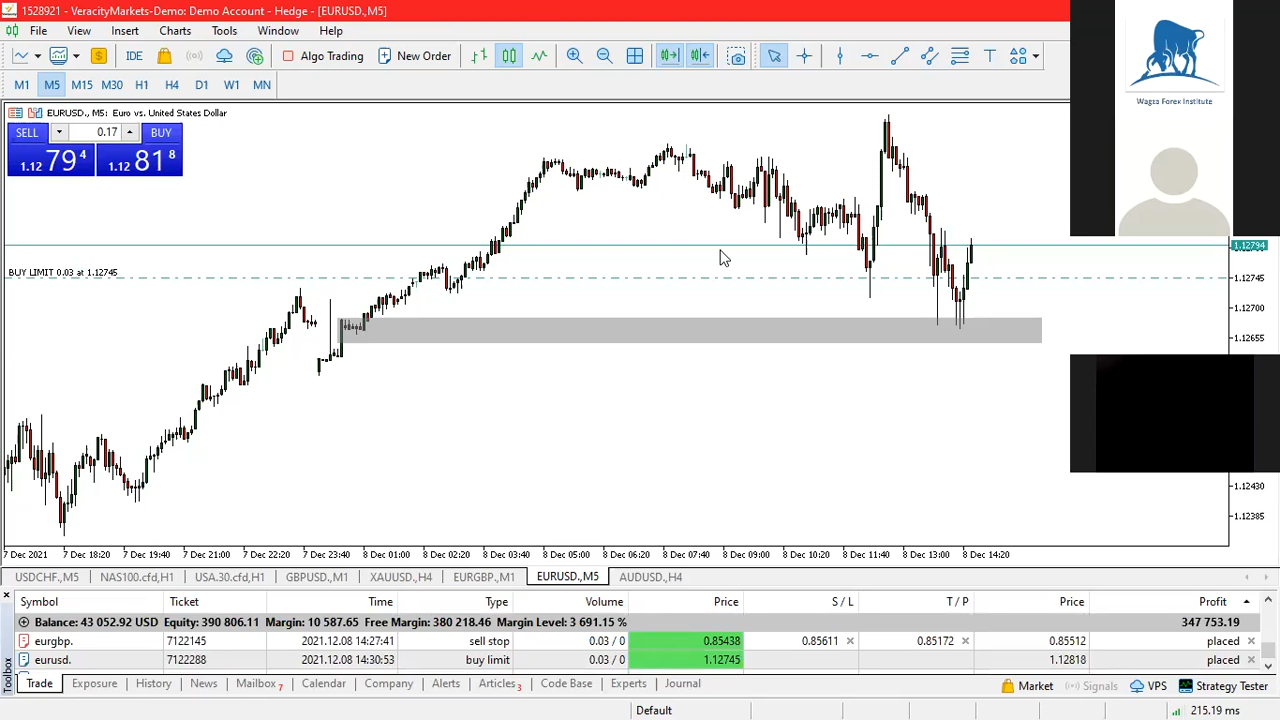 1528921 - VeracityMarkets-Demo: Demo Account - Hedge - [EURUSD.,M5]
File View Insert Charts Tools Window Help
IDE Algo Trading New Order
M1 M5 M15 M30 H1 H4 D1 W1 MN
Wagsa Forex Institute
EURUSD., M5: Euro vs. United States Dollar
SELL 0.17 BUY
1.12 79 4 1.12 81 8
1.12794
BUY LIMIT 0.03 at 1.12745
1.12745
1.12700
1.12655
1.12430
1.12385
7 Dec 2021 7 Dec 18:20 7 Dec 19:40 7 Dec 21:00 7 Dec 22:20 7 Dec 23:40 8 Dec 01:00 8 Dec 02:20 8 Dec 03:40 8 Dec 05:00 8 Dec 06:20 8 Dec 07:40 8 Dec 09:00 8 Dec 10:20 8 Dec 11:40 8 Dec 13:00 8 Dec 14:20
USDCHF.,M5 NAS100.cfd,H1 USA.30.cfd,H1 GBPUSD.,M1 XAUUSD.,H4 EURGBP.,M1 EURUSD.,M5 AUDUSD.,H4
Symbol Ticket Time Type Volume Price S / L T / P Price Profit
Balance: 43 052.92 USD Equity: 390 806.11 Margin: 10 587.65 Free Margin: 380 218.46 Margin Level: 3 691.15 % 347 753.19
eurgbp. 7122145 2021.12.08 14:27:41 sell stop 0.03 / 0 0.85438 0.85611 0.85172 0.85512 placed
eurusd. 7122288 2021.12.08 14:30:53 buy limit 0.03 / 0 1.12745 1.12818 placed
Toolbox
Trade Exposure History News Mailbox 7 Calendar Company Alerts Articles 3 Code Base Experts Journal Market Signals VPS Strategy Tester
Default 215.19 ms